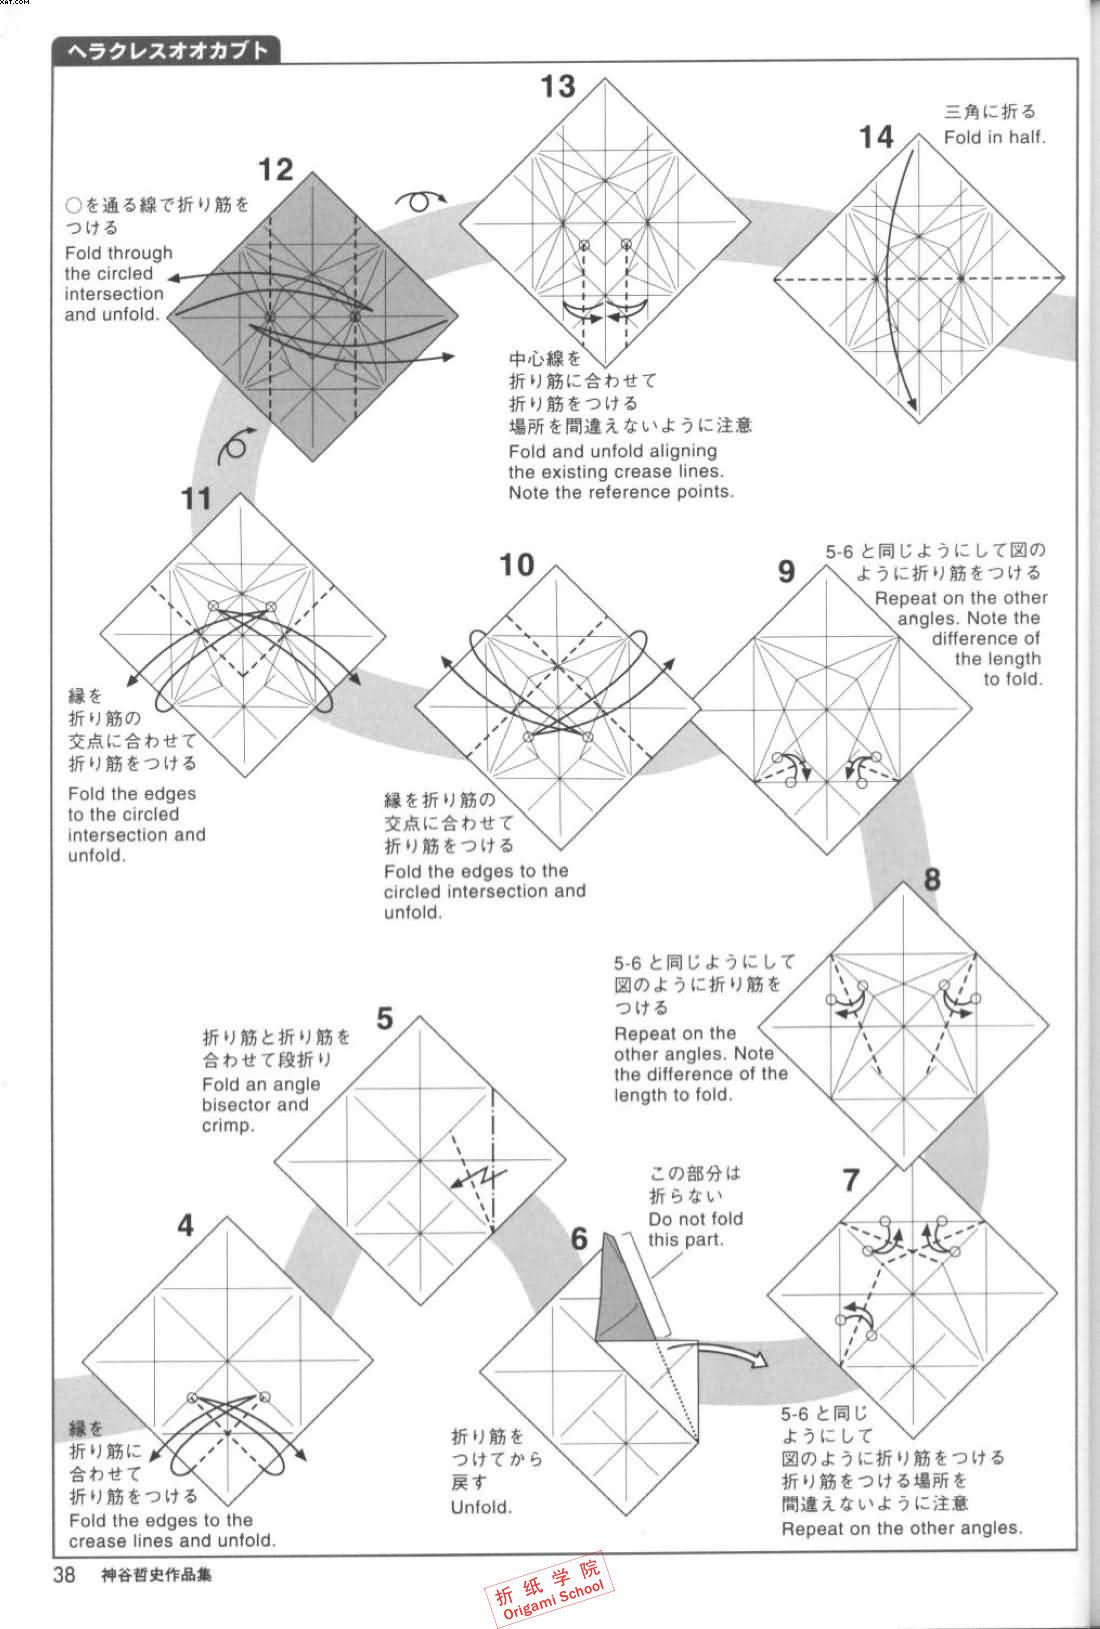 XAT.COM
ヘラクレスオオカブト
13
三角に折る
14 Fold in half.
12
○を通る線で折り筋を
つける
Fold through
the circled
intersection
and unfold.
中心線を
折り筋に合わせて
折り筋をつける
場所を間違えないように注意
Fold and unfold aligning
the existing crease lines.
Note the reference points.
11
縁を
折り筋の
交点に合わせて
折り筋をつける
Fold the edges
to the circled
intersection and
unfold.
10
縁を折り筋の
交点に合わせて
折り筋をつける
Fold the edges to the
circled intersection and
unfold.
9
5-6と同じようにして図の
ように折り筋をつける
Repeat on the other
angles. Note the
difference of
the length
to fold.
8
5-6と同じようにして
図のように折り筋を
つける
Repeat on the
other angles. Note
the difference of the
length to fold.
5
折り筋と折り筋を
合わせて段折り
Fold an angle
bisector and
crimp.
4
縁を
折り筋に
合わせて
折り筋をつける
Fold the edges to the
crease lines and unfold.
6
この部分は
折らない
Do not fold
this part.
折り筋を
つけてから
戻す
Unfold.
7
5-6と同じ
ようにして
図のように折り筋をつける
折り筋をつける場所を
間違えないように注意
Repeat on the other angles.
38 神谷哲史作品集
折纸学院
Origami School